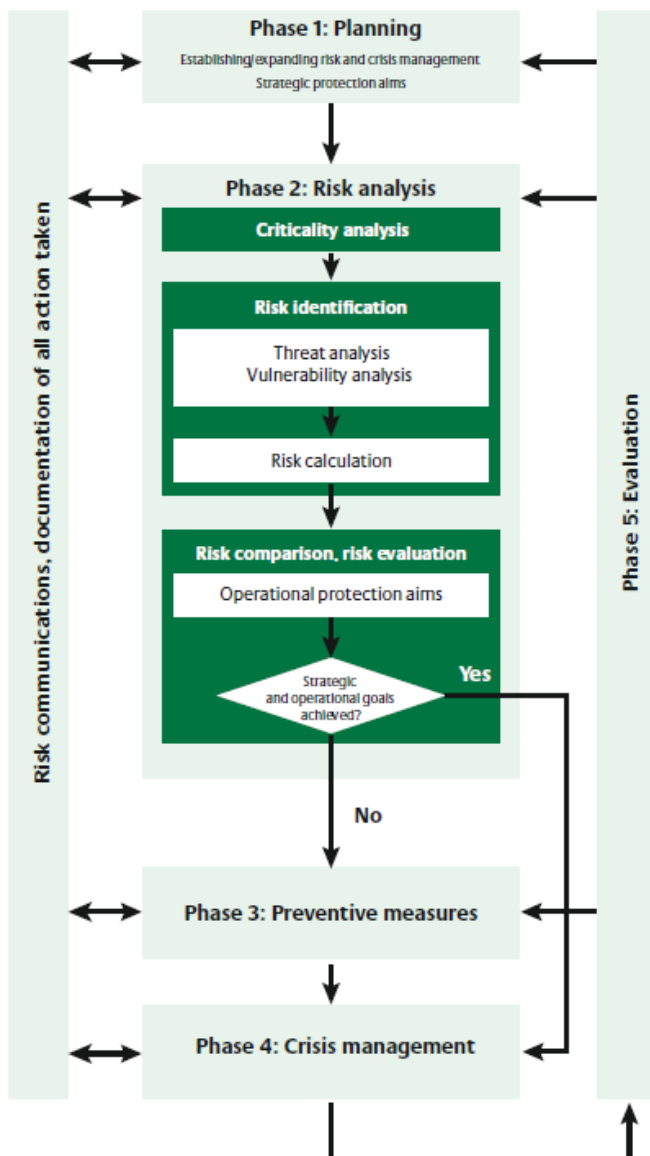 Phase 1: Planning
Establishing/expanding risk and crisis management
Strategic protection aims
Risk communications, documentation of all action taken
Phase 2: Risk analysis
Criticality analysis
Risk identification
Threat analysis
Vulnerability analysis
Risk calculation
Risk comparison, risk evaluation
Operational protection aims
Strategic
and operational goals
achieved?
Yes
No
Phase 3: Preventive measures
Phase 4: Crisis management
Phase 5: Evaluation